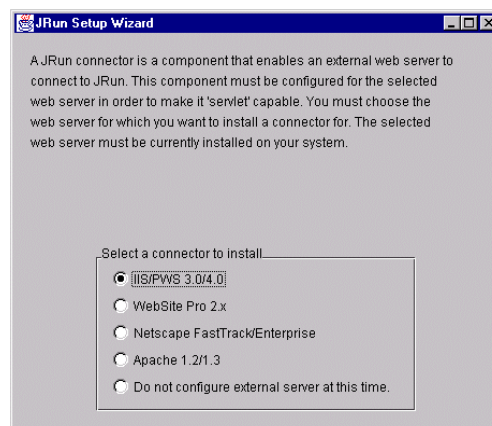 JRun Setup Wizard
A JRun connector is a component that enables an external web server to
connect to JRun. This component must be configured for the selected
web server in order to make it 'servlet' capable. You must choose the
web server for which you want to install a connector for. The selected
web server must be currently installed on your system.
Select a connector to install
IIS/PWS 3.0/4.0
WebSite Pro 2.x
Netscape FastTrack/Enterprise
Apache 1.2/1.3
Do not configure external server at this time.